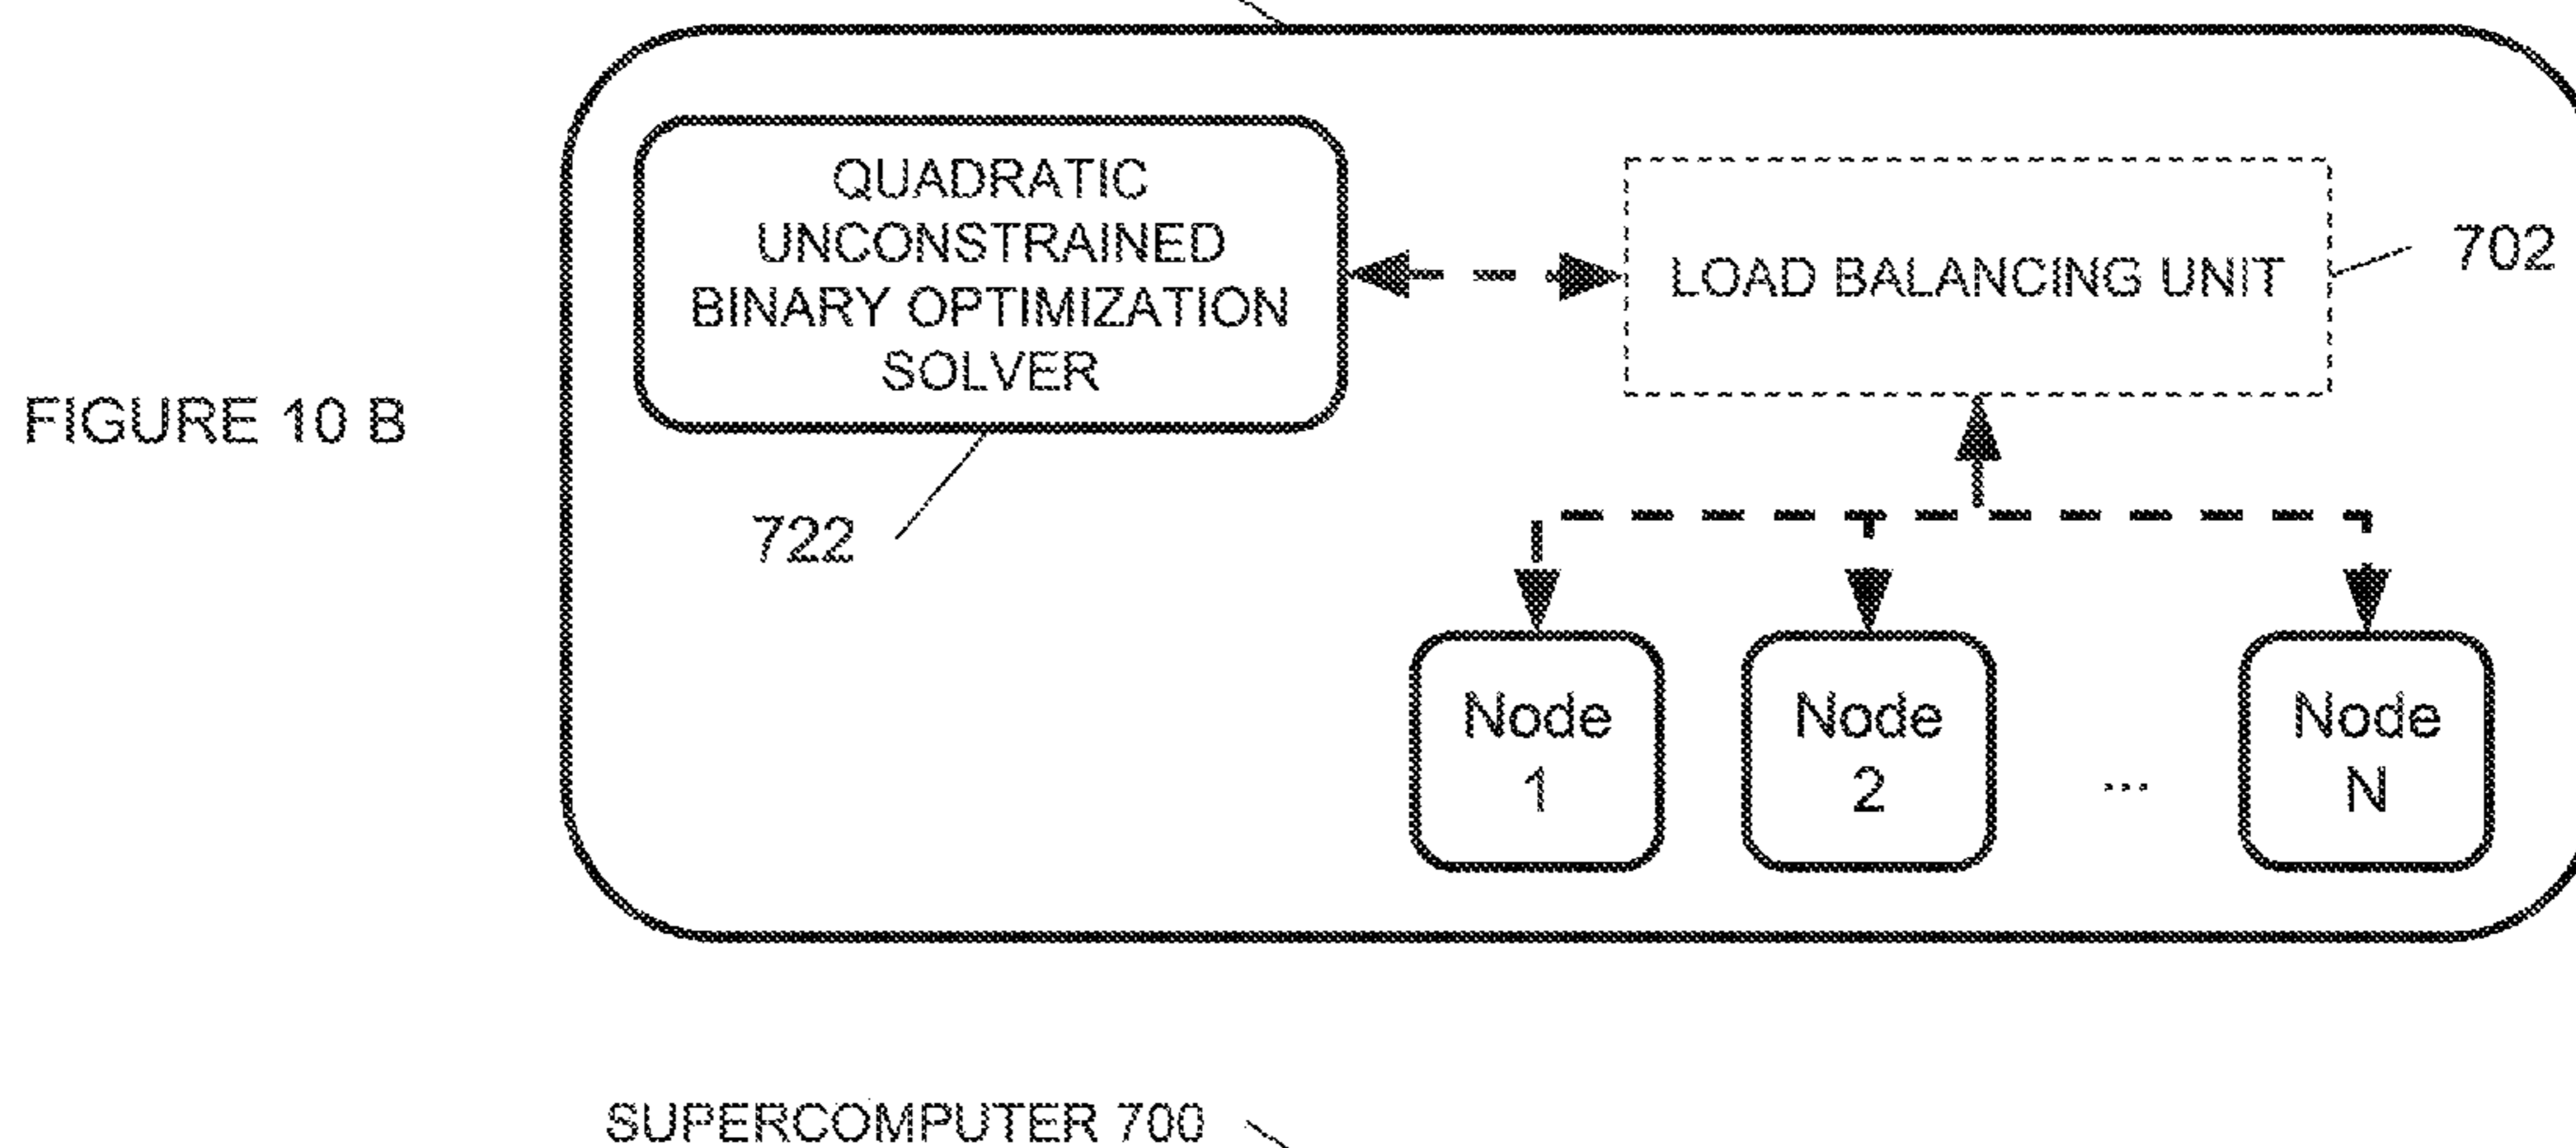 QUADRATIC
UNCONSTRAINED
BINARY OPTIMIZATION
SOLVER
LOAD BALANCING UNIT
702
FIGURE 10 B
722
Node
1
Node
2
...
Node
N
SUPERCOMPUTER 700